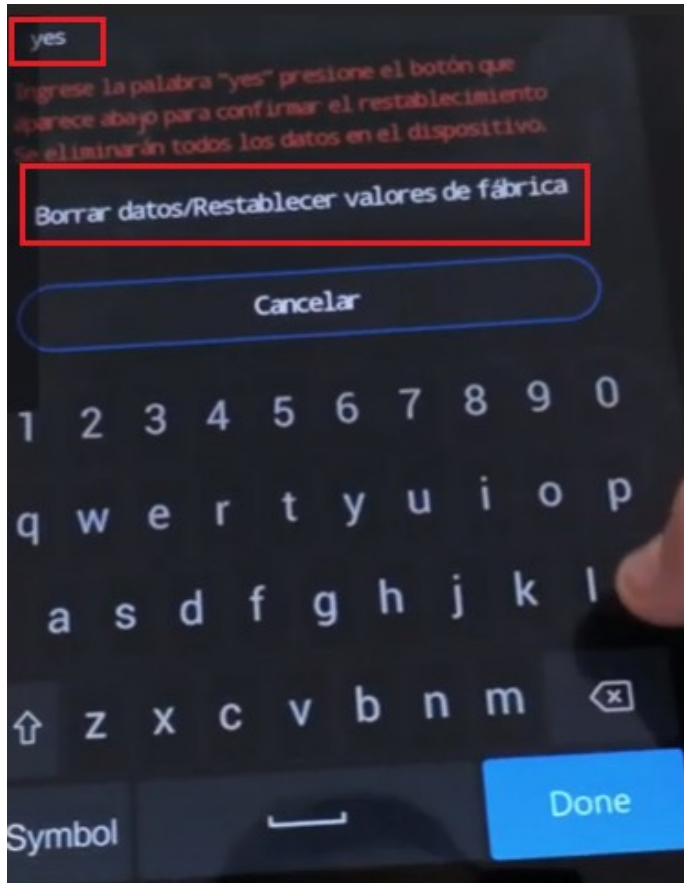 yes
Ingrese la palabra "yes" presione el botón que
aparece abajo para confirmar el restablecimiento
Se eliminarán todos los datos en el dispositivo.
Borrar datos/Restablecer valores de fábrica
Cancelar
1 2 3 4 5 6 7 8 9 0
q w e r t y u i o p
a s d f g h j k l
z x c v b n m
Symbol Done